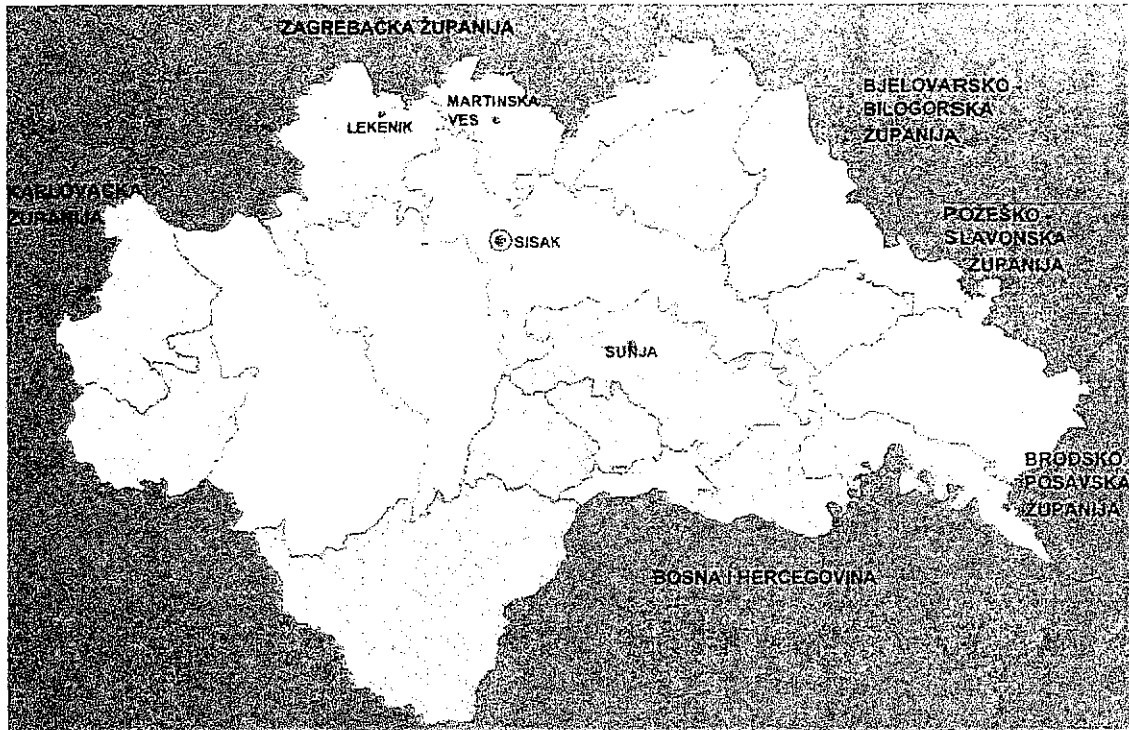 ZAGREBAČKA ŽUPANIJA
MARTINSKA
VES
LEKENIK
BJELOVARSKO -
BILOGORSKA
ŽUPANIJA
KARLOVAČKA
ŽUPANIJA
POŽEŠKO
SLAVONSKA
ŽUPANIJA
SISAK
SUNJA
BRODSKO
POSAVSKA
ŽUPANIJA
BOSNA I HERCEGOVINA